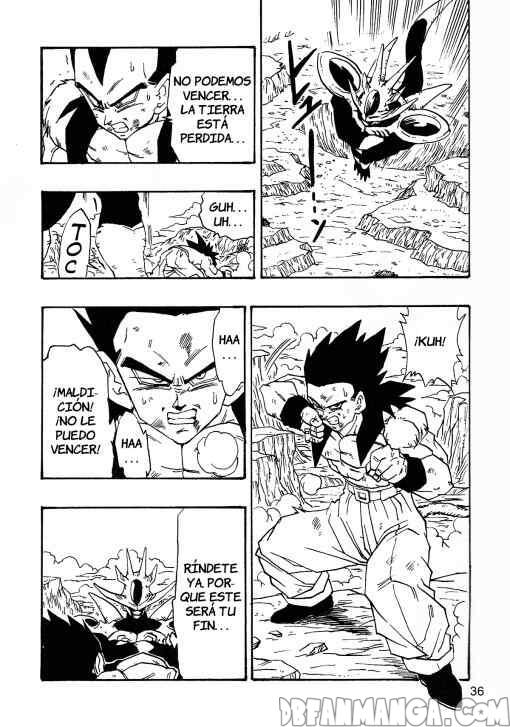 NO PODEMOS
VENCER...
LA TIERRA
ESTÁ
PERDIDA...
GUH...
UH...
TOC
HAA
...
¡MALDI-
CIÓN!
¡NO LE
PUEDO
VENCER!
HAA
...
¡KUH!
RÍNDETE
YA. POR-
QUE ESTE
SERÁ TU
FIN...
36
DBFANMANGA.COM